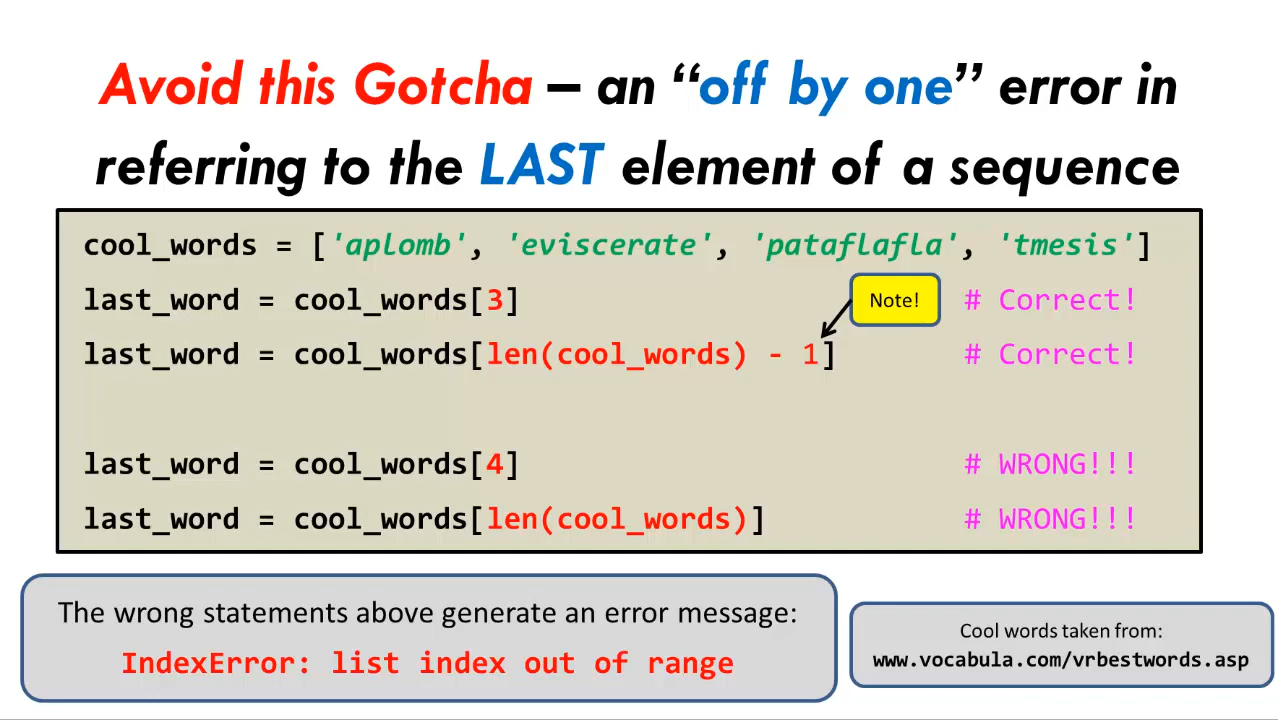 Avoid this Gotcha – an “off by one” error in
referring to the LAST element of a sequence
cool_words = ['aplomb', 'eviscerate', 'pataflafla', 'tmesis']
last_word = cool_words[3] # Correct!
Note!
last_word = cool_words[len(cool_words) - 1] # Correct!
last_word = cool_words[4] # WRONG!!!
last_word = cool_words[len(cool_words)] # WRONG!!!
The wrong statements above generate an error message:
IndexError: list index out of range
Cool words taken from:
www.vocabula.com/vrbestwords.asp